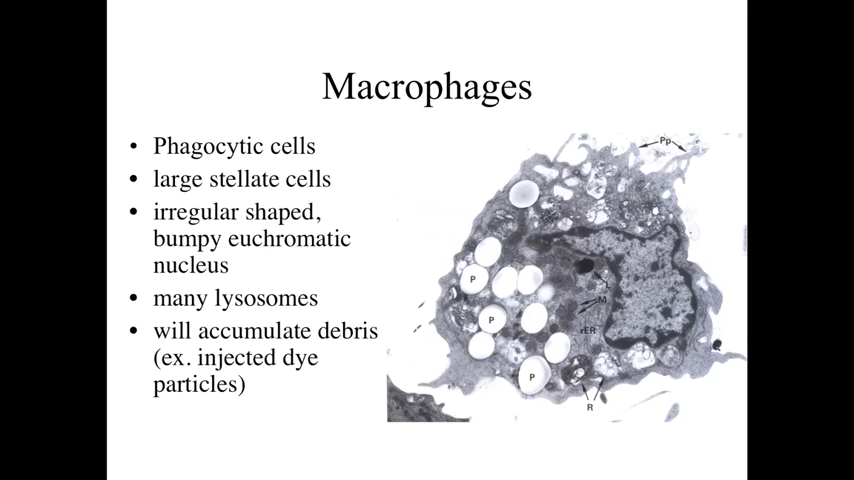 Macrophages
• Phagocytic cells
• large stellate cells
• irregular shaped,
bumpy euchromatic
nucleus
• many lysosomes
• will accumulate debris
(ex. injected dye
particles)
Pp
P
L
M
P
rER
P
R